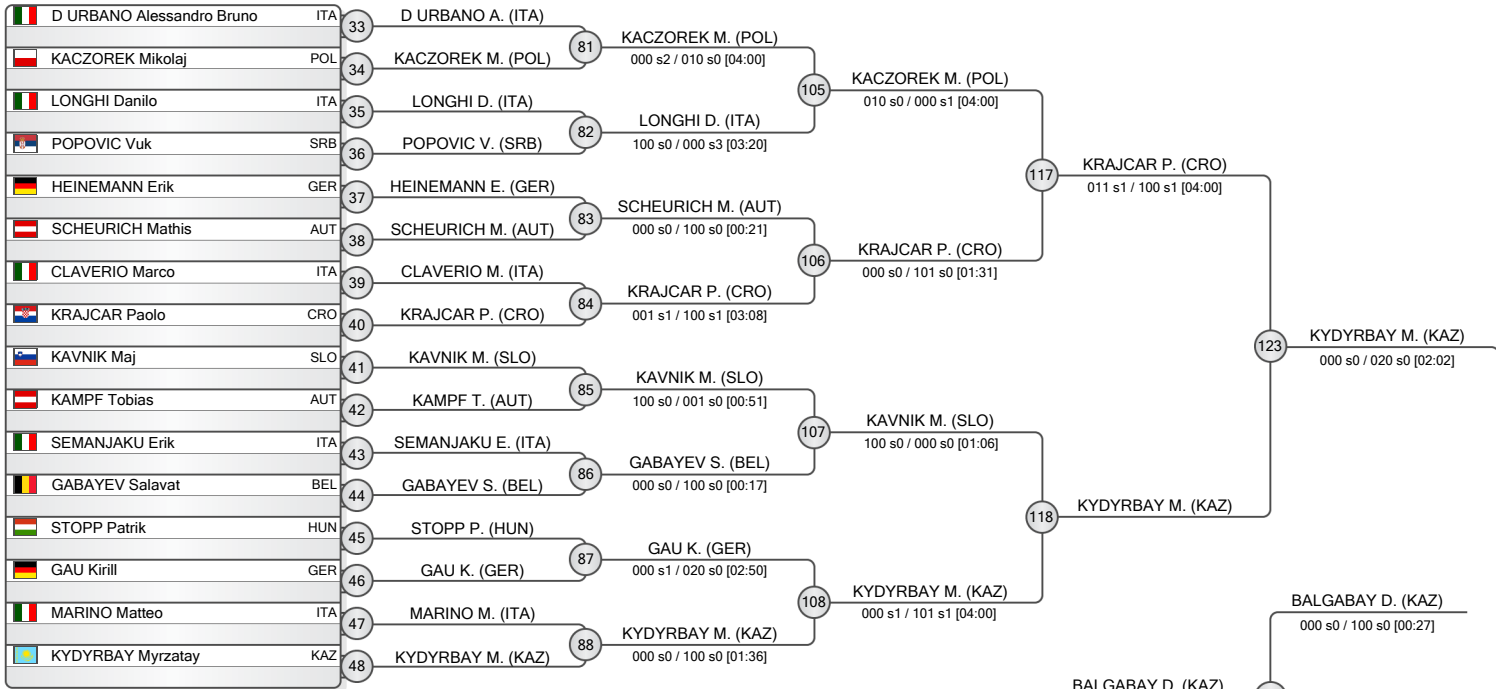 D URBANO Alessandro Bruno ITA
KACZOREK Mikolaj POL
LONGHI Danilo ITA
POPOVIC Vuk SRB
HEINEMANN Erik GER
SCHEURICH Mathis AUT
CLAVERIO Marco ITA
KRAJCAR Paolo CRO
KAVNIK Maj SLO
KAMPF Tobias AUT
SEMANJAKU Erik ITA
GABAYEV Salavat BEL
STOPP Patrik HUN
GAU Kirill GER
MARINO Matteo ITA
KYDYRBAY Myrzatay KAZ
33
34
35
36
37
38
39
40
41
42
43
44
45
46
47
48
D URBANO A. (ITA)
KACZOREK M. (POL)
LONGHI D. (ITA)
POPOVIC V. (SRB)
HEINEMANN E. (GER)
SCHEURICH M. (AUT)
CLAVERIO M. (ITA)
KRAJCAR P. (CRO)
KAVNIK M. (SLO)
KAMPF T. (AUT)
SEMANJAKU E. (ITA)
GABAYEV S. (BEL)
STOPP P. (HUN)
GAU K. (GER)
MARINO M. (ITA)
KYDYRBAY M. (KAZ)
81
82
83
84
85
86
87
88
KACZOREK M. (POL)
000 s2 / 010 s0 [04:00]
LONGHI D. (ITA)
100 s0 / 000 s3 [03:20]
SCHEURICH M. (AUT)
000 s0 / 100 s0 [00:21]
KRAJCAR P. (CRO)
001 s1 / 100 s1 [03:08]
KAVNIK M. (SLO)
100 s0 / 001 s0 [00:51]
GABAYEV S. (BEL)
000 s0 / 100 s0 [00:17]
GAU K. (GER)
000 s1 / 020 s0 [02:50]
KYDYRBAY M. (KAZ)
000 s0 / 100 s0 [01:36]
105
106
107
108
KACZOREK M. (POL)
010 s0 / 000 s1 [04:00]
KRAJCAR P. (CRO)
000 s0 / 101 s0 [01:31]
KAVNIK M. (SLO)
100 s0 / 000 s0 [01:06]
KYDYRBAY M. (KAZ)
000 s1 / 101 s1 [04:00]
117
118
KRAJCAR P. (CRO)
011 s1 / 100 s1 [04:00]
KYDYRBAY M. (KAZ)
123
KYDYRBAY M. (KAZ)
000 s0 / 020 s0 [02:02]
BALGABAY D. (KAZ)
000 s0 / 100 s0 [00:27]
BALGABAY D. (KAZ)